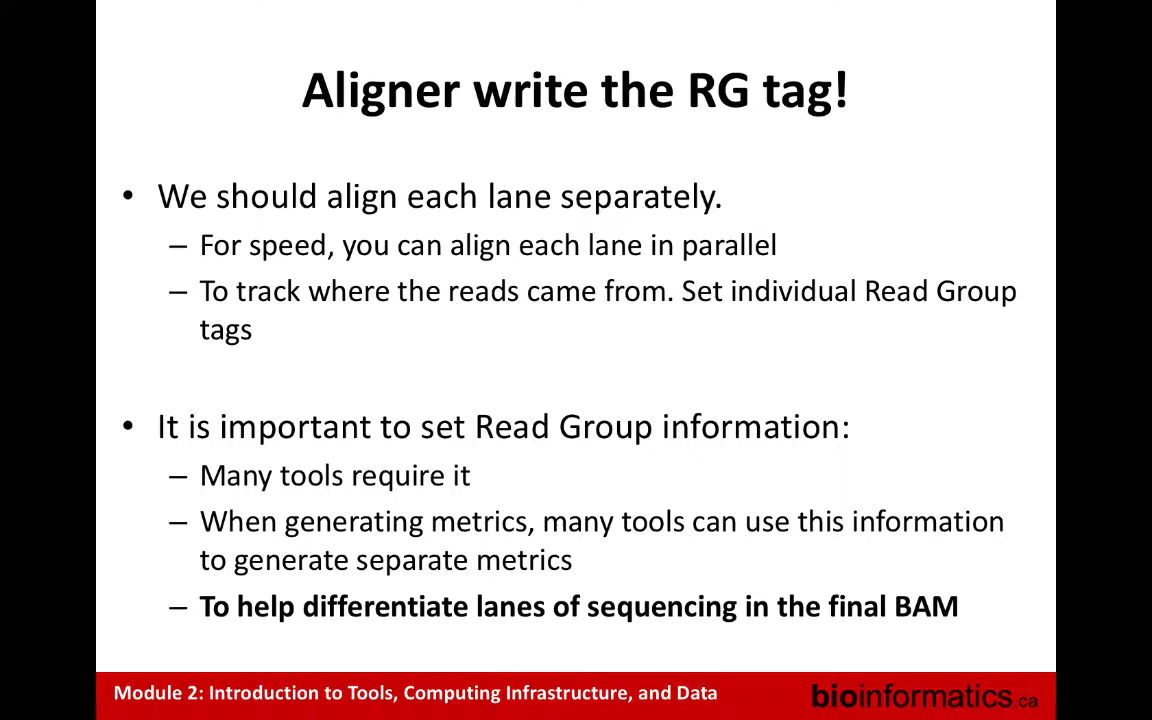 Aligner write the RG tag!
• We should align each lane separately.
– For speed, you can align each lane in parallel
– To track where the reads came from. Set individual Read Group
tags
• It is important to set Read Group information:
– Many tools require it
– When generating metrics, many tools can use this information
to generate separate metrics
– To help differentiate lanes of sequencing in the final BAM
Module 2: Introduction to Tools, Computing Infrastructure, and Data
bioinformatics.ca